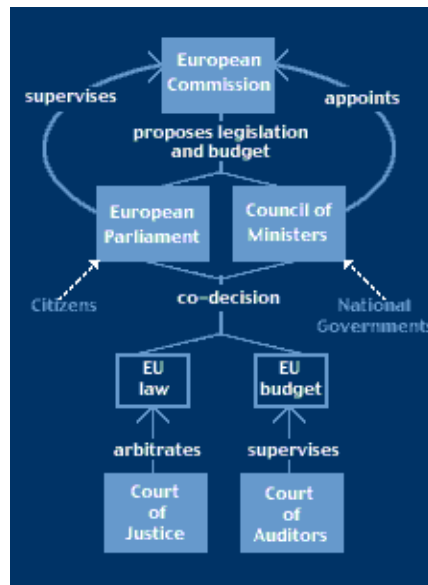 European
Commission
supervises
appoints
proposes legislation
and budget
European
Parliament
Council of
Ministers
Citizens
co-decision
National
Governments
EU
law
EU
budget
arbitrates
supervises
Court
of
Justice
Court
of
Auditors